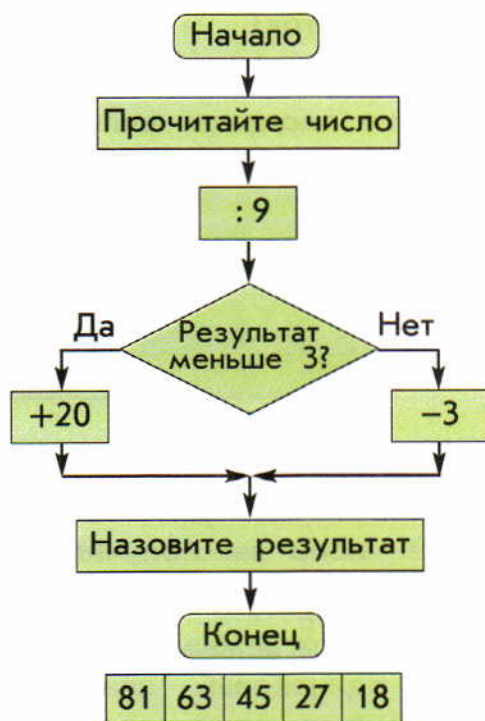 Начало
Прочитайте число
: 9
Результат
меньше 3?
Да
Нет
+20
−3
Назовите результат
Конец
81 63 45 27 18